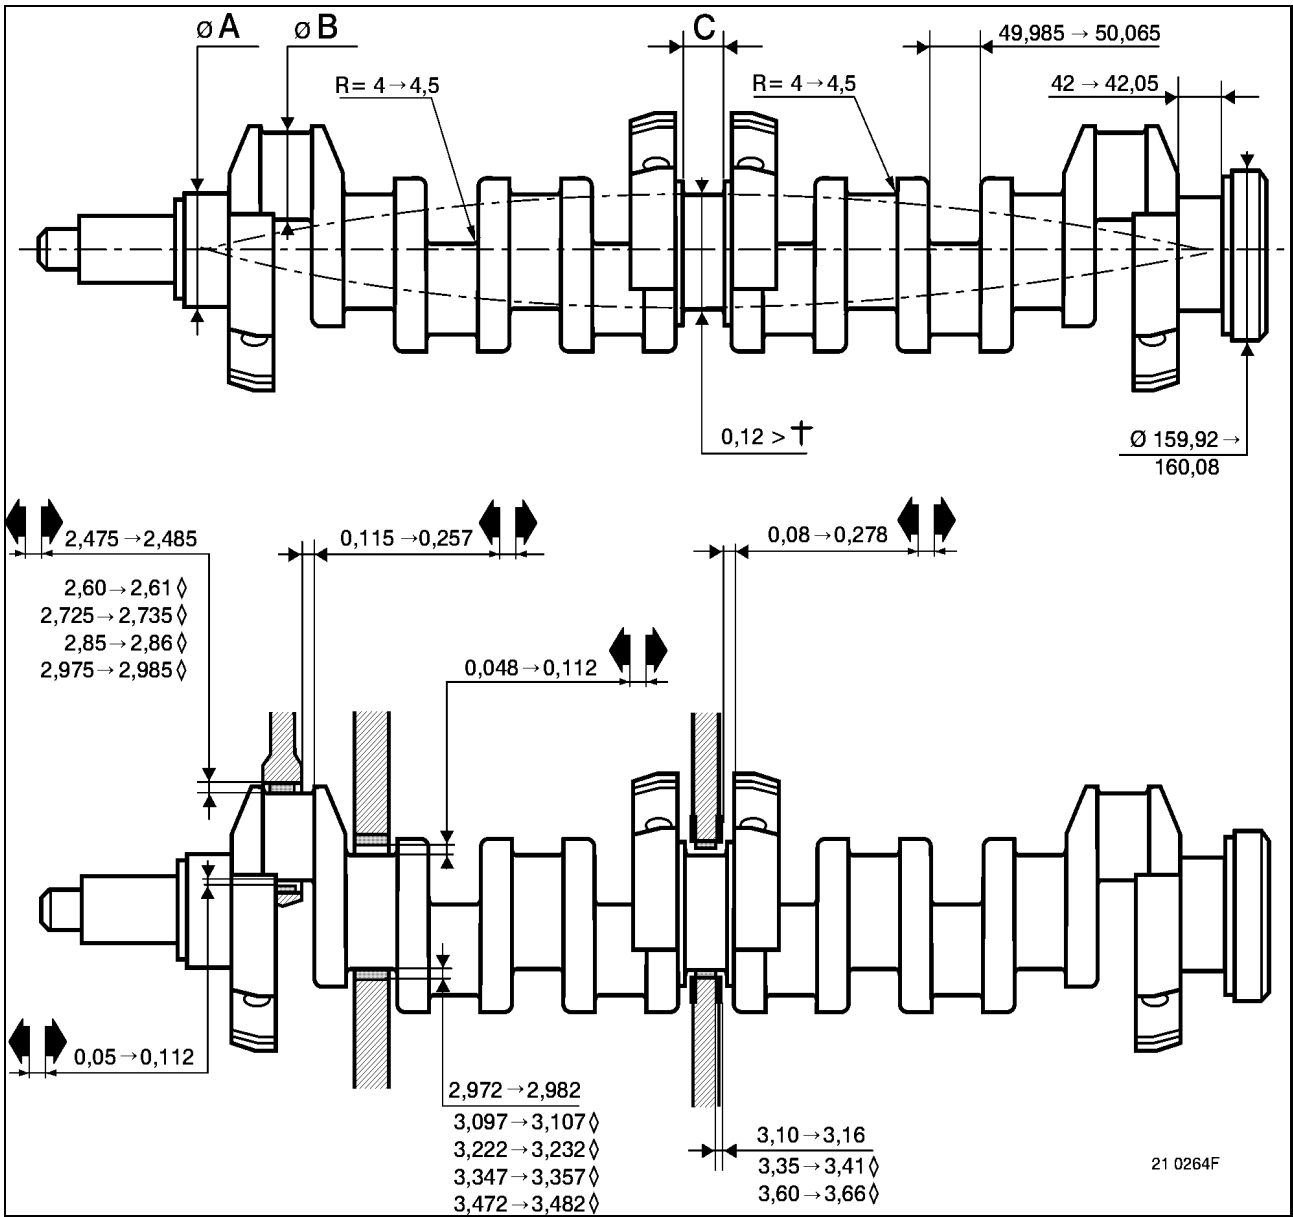 ø A
ø B
C
49,985 → 50,065
R= 4 → 4,5
R= 4 → 4,5
42 → 42,05
0,12 > †
Ø 159,92 →
160,08
2,475 → 2,485
2,60 → 2,61 ◊
2,725 → 2,735 ◊
2,85 → 2,86 ◊
2,975 → 2,985 ◊
0,115 → 0,257
0,08 → 0,278
0,048 → 0,112
0,05 → 0,112
2,972 → 2,982
3,097 → 3,107 ◊
3,222 → 3,232 ◊
3,347 → 3,357 ◊
3,472 → 3,482 ◊
3,10 → 3,16
3,35 → 3,41 ◊
3,60 → 3,66 ◊
21 0264F